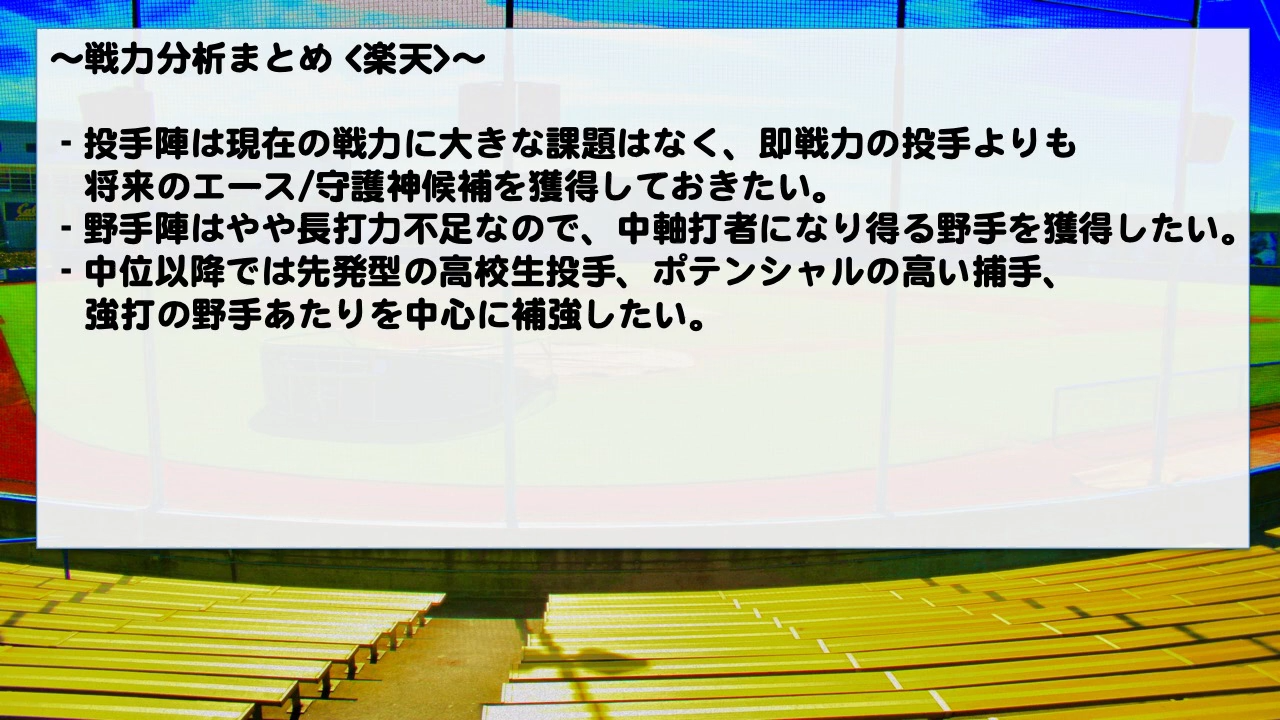 ～戦力分析まとめ <楽天>～
- 投手陣は現在の戦力に大きな課題はなく、即戦力の投手よりも
将来のエース/守護神候補を獲得しておきたい。
- 野手陣はやや長打力不足なので、中軸打者になり得る野手を獲得したい。
- 中位以降では先発型の高校生投手、ポテンシャルの高い捕手、
強打の野手あたりを中心に補強したい。